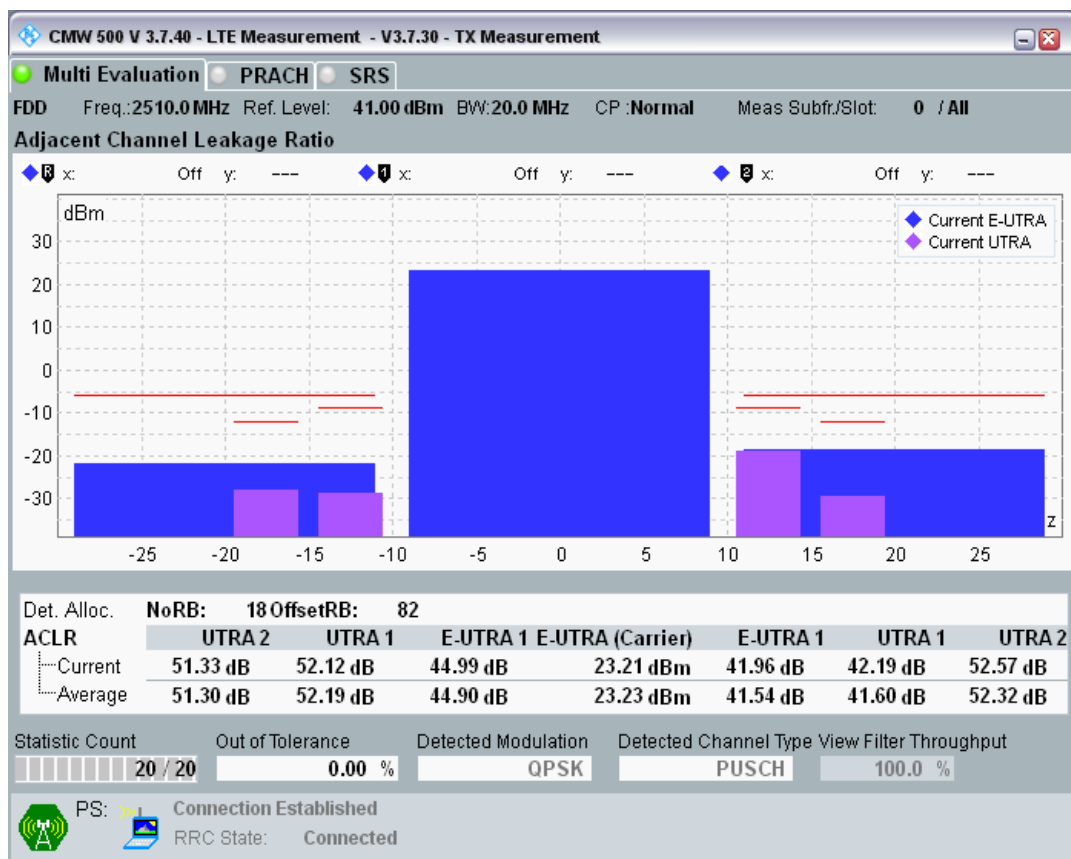 CMW 500 V 3.7.40 - LTE Measurement - V3.7.30 - TX Measurement
Multi Evaluation PRACH SRS
FDD Freq.:2510.0 MHz Ref. Level: 41.00 dBm BW:20.0 MHz CP :Normal Meas Subfr./Slot: 0 / All
Adjacent Channel Leakage Ratio
R x: Off y: --- 1 x: Off y: --- 2 x: Off y: ---
dBm
Current E-UTRA
Current UTRA
30
20
10
0
-10
-20
-30
z
-25 -20 -15 -10 -5 0 5 10 15 20 25
Det. Alloc. NoRB: 18 OffsetRB: 82
ACLR UTRA 2 UTRA 1 E-UTRA 1 E-UTRA (Carrier) E-UTRA 1 UTRA 1 UTRA 2
Current 51.33 dB 52.12 dB 44.99 dB 23.21 dBm 41.96 dB 42.19 dB 52.57 dB
Average 51.30 dB 52.19 dB 44.90 dB 23.23 dBm 41.54 dB 41.60 dB 52.32 dB
Statistic Count Out of Tolerance Detected Modulation Detected Channel Type View Filter Throughput
20 / 20 0.00 % QPSK PUSCH 100.0 %
PS: Connection Established
RRC State: Connected